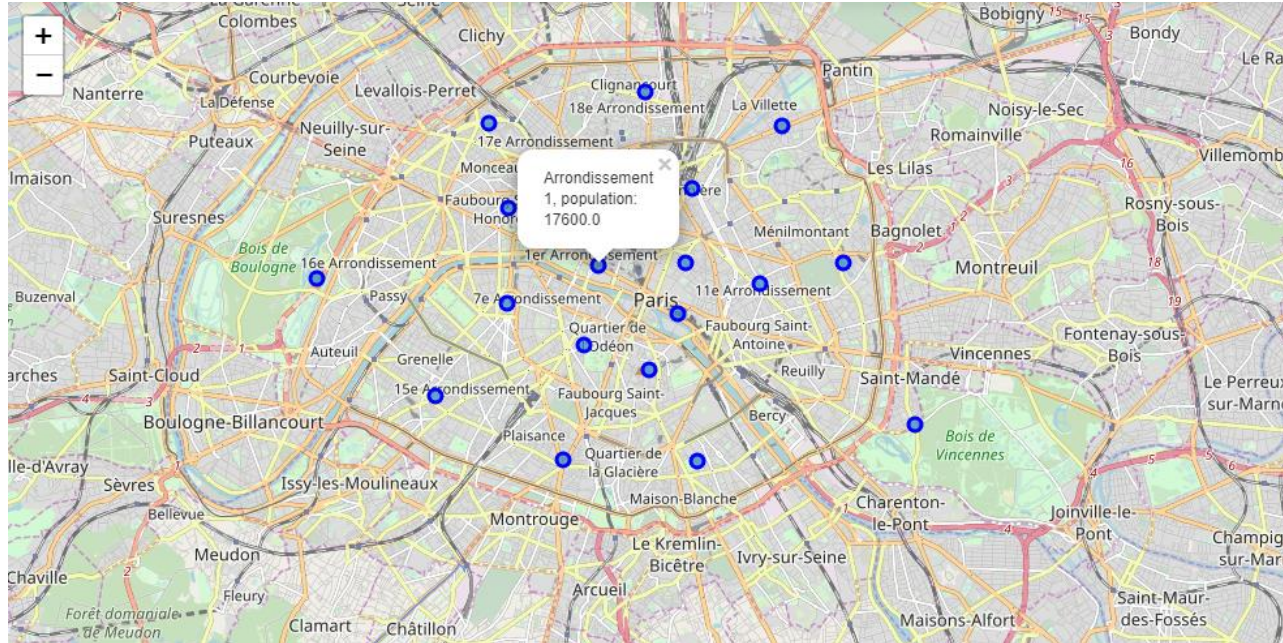 +
−
La Garenne-
Colombes
Seine
Clichy
Bobigny
Bondy
Le Ra
Nanterre
Courbevoie
La Défense
Levallois-Perret
Clignancourt
18e Arrondissement
La Villette
Pantin
Noisy-le-Sec
Puteaux
Neuilly-sur-
Seine
17e Arrondissement
Romainville
Les Lilas
Villemomb
lmaison
Monceau
Arrondissement
1, population:
17600.0
×
Suresnes
Faubourg S
Honoré
Ménilmontant
Bagnolet
Rosny-sous-
Bois
Bois de
Boulogne
16e Arrondissement
1er Arrondissement
Montreuil
Buzenval
Passy
7e Arrondissement
Paris
11e Arrondissement
Quartier de
l'Odéon
Faubourg Saint-
Antoine
Fontenay-sous-
Bois
Auteuil
Grenelle
Reuilly
Vincennes
arches
Saint-Cloud
15e Arrondissement
Faubourg Saint-
Jacques
Saint-Mandé
Le Perreux
sur-Marn
Boulogne-Billancourt
Bercy
Plaisance
Quartier de
la Glacière
Bois de
Vincennes
lle-d'Avray
Sèvres
Issy-les-Moulineaux
Maison-Blanche
Bellevue
Montrouge
Charenton-
le-Pont
Joinville-le-
Pont
Meudon
Le Kremlin-
Bicêtre
Ivry-sur-Seine
Champig
sur-Mar
Chaville
Fleury
Arcueil
Forêt domaniale
de Meudon
Clamart
Châtillon
Maisons-Alfort
Saint-Maur-
des-Fossés